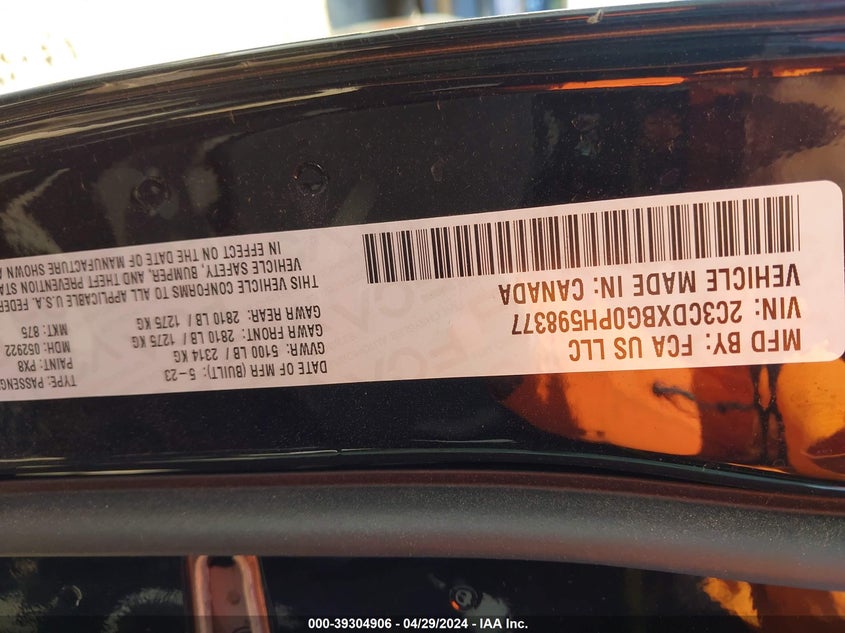 MFD BY: FCA US LLC
VIN: 2C3CDXBG0PH598377
VEHICLE MADE IN: CANADA
DATE OF MFR (BUILT): 5-23
GVWR: 5100 LB / 2314 KG
GAWR FRONT: 2810 LB / 1275 KG
GAWR REAR: 2810 LB / 1275 KG
THIS VEHICLE CONFORMS TO ALL APPLICABLE U.S.A.
VEHICLE SAFETY, BUMPER, AND THEFT PREVENTION
IN EFFECT ON THE DATE OF MANUFACTURE SHOWN
TYPE:
PAINT: PX8
MDH: 052922
MKT: 875
000-39304906 - 04/29/2024 - IAA Inc.